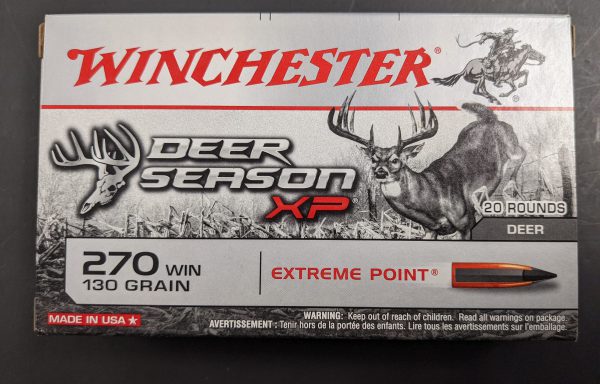 WINCHESTER®
DEER
SEASON
XP®
20 ROUNDS
DEER
270 WIN
130 GRAIN
EXTREME POINT®
MADE IN USA★
WARNING: Keep out of reach of children. Read all warnings on package.
AVERTISSEMENT : Tenir hors de la portée des enfants. Lire tous les avertissements sur l'emballage.